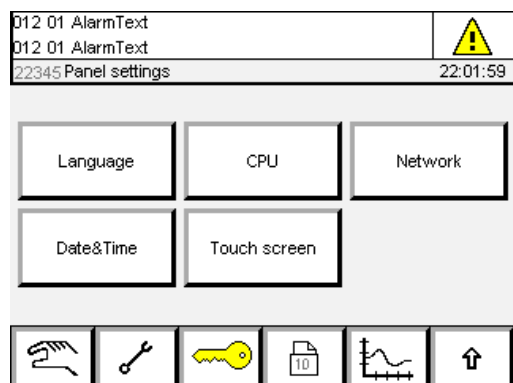 012 01 AlarmText
012 01 AlarmText
22345 Panel settings 22:01:59
Language CPU Network
Date&Time Touch screen
10